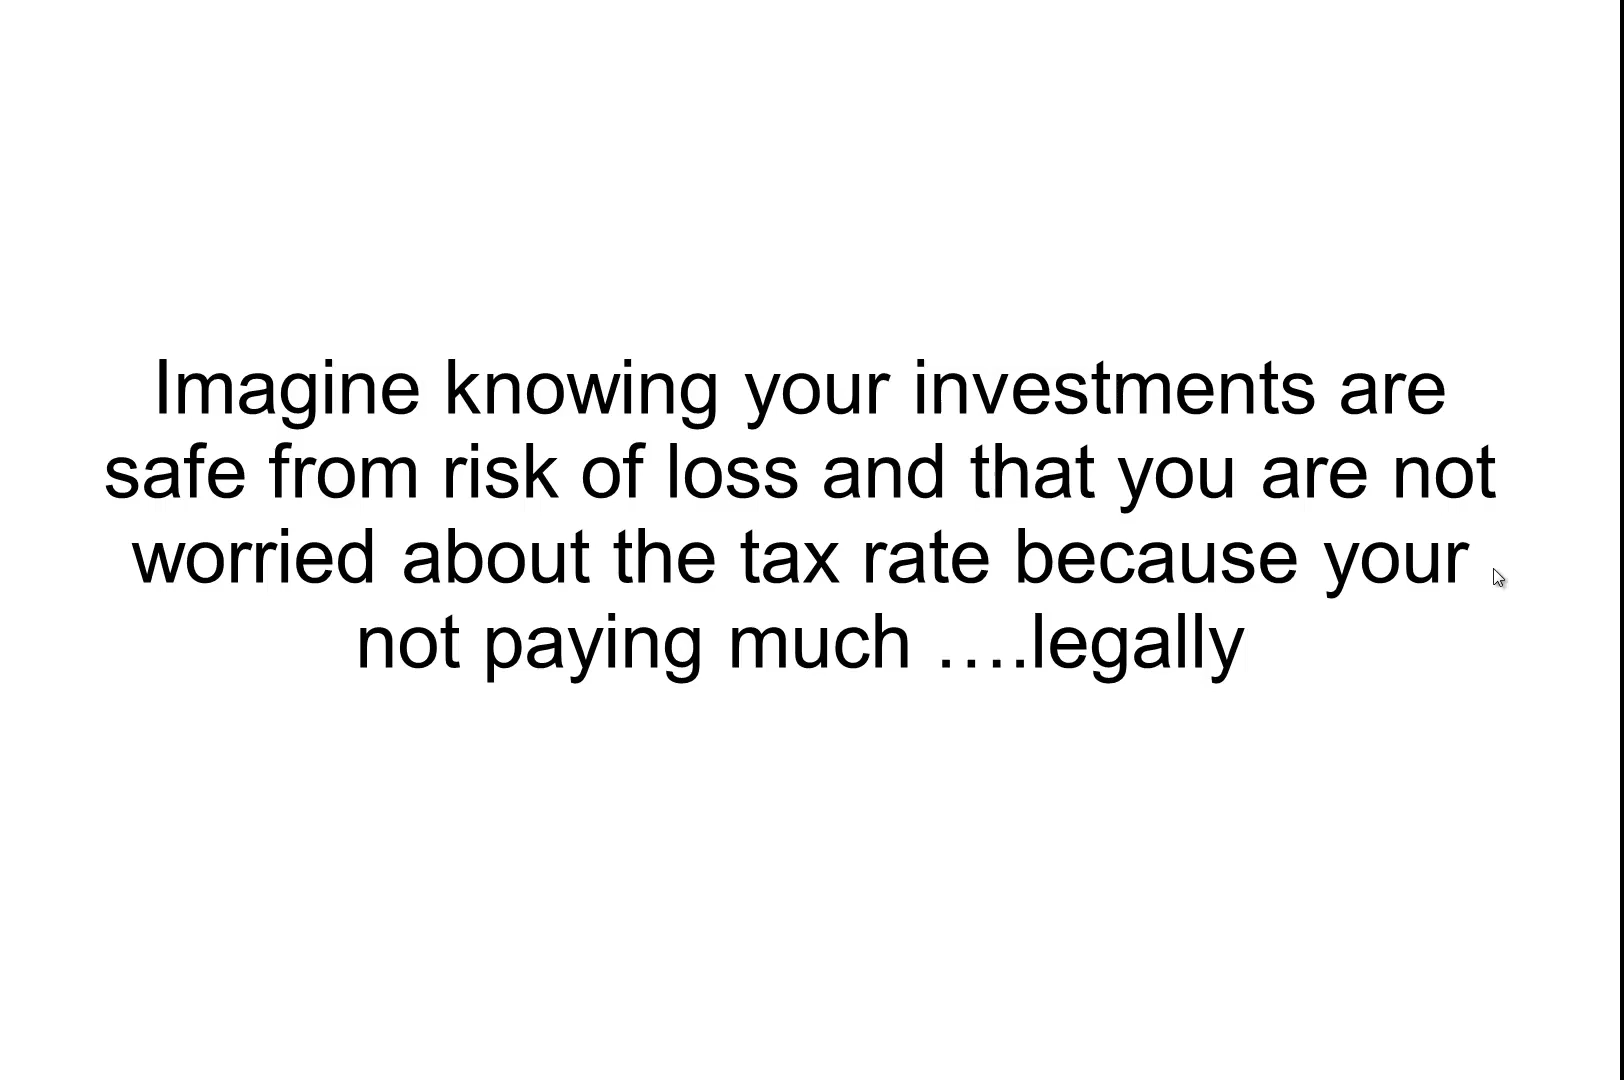 Imagine knowing your investments are
safe from risk of loss and that you are not
worried about the tax rate because your
not paying much ….legally